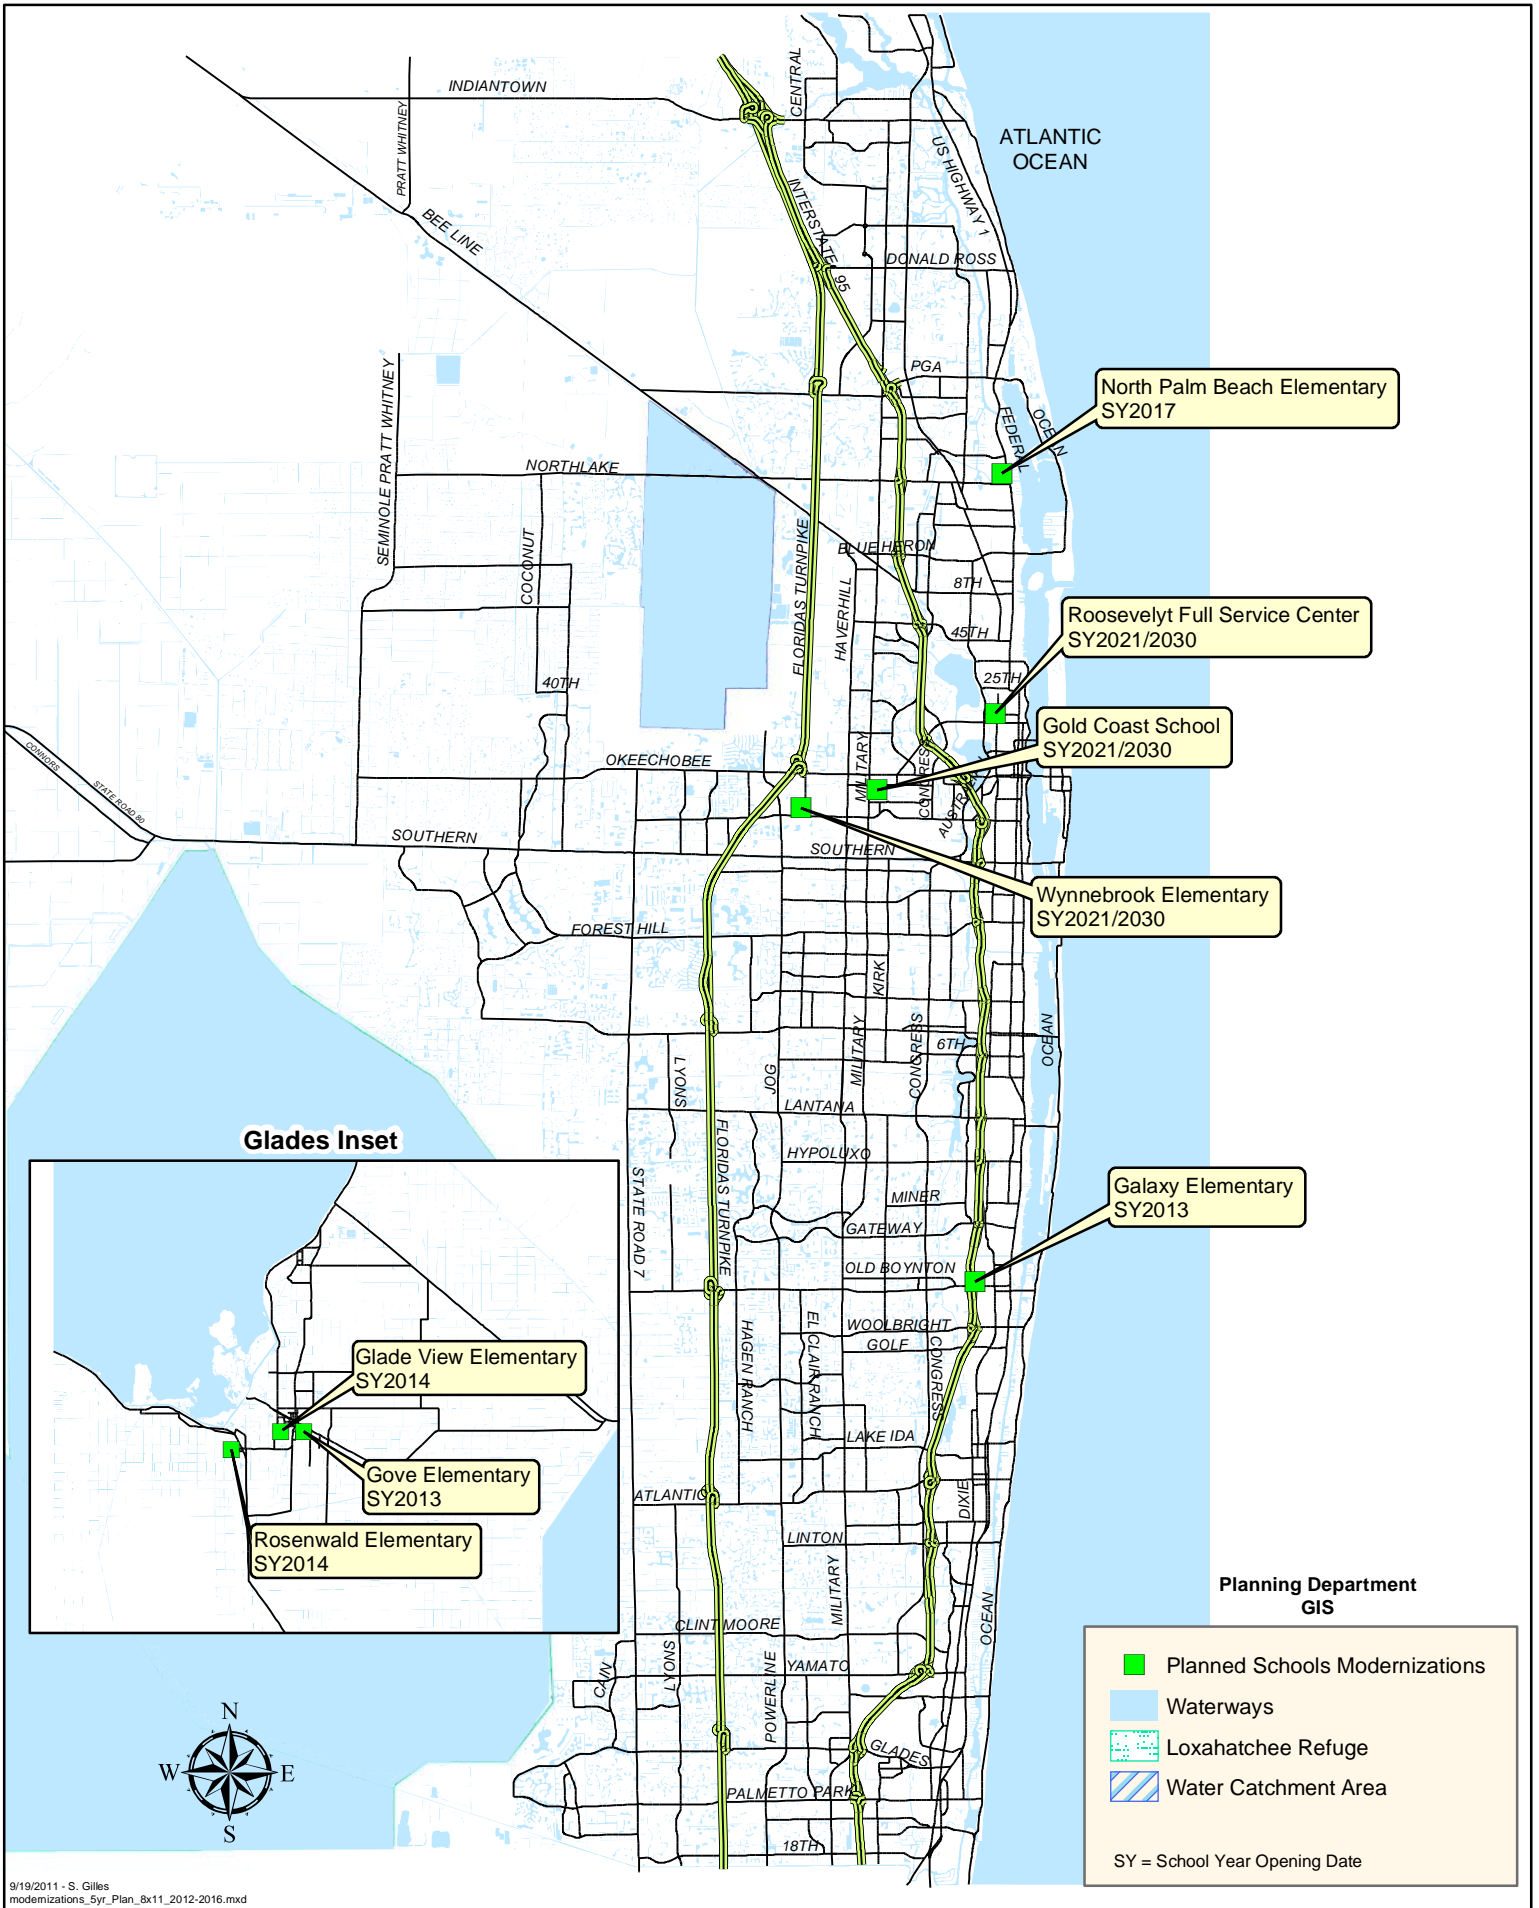 INDIANTOWN
PRATT WHITNEY
CENTRAL
ATLANTIC
OCEAN
US HIGHWAY 1
BEE LINE
INTERSTATE 95
DONALD ROSS
PGA
North Palm Beach Elementary
SY2017
FEDERAL
OCEAN
SEMINOLE PRATT WHITNEY
NORTHLAKE
COCONUT
FLORIDAS TURNPIKE
BLUE HERON
HAVERHILL
8TH
45TH
Roosevelyt Full Service Center
SY2021/2030
25TH
40TH
Gold Coast School
SY2021/2030
CONNORS
STATE ROAD 80
OKEECHOBEE
MILITARY
CONGRESS
SOUTHERN
SOUTHERN
Wynnebrook Elementary
SY2021/2030
FOREST HILL
KIRK
MILITARY
CONGRESS
6TH
OCEAN
LYONS
JOG
LANTANA
Glades Inset
FLORIDAS TURNPIKE
HYPOLUXO
STATE ROAD 7
MINER
GATEWAY
Galaxy Elementary
SY2013
OLD BOYNTON
HAGEN RANCH
EL CLAIR RANCH
WOOLBRIGHT
GOLF
CONGRESS
Glade View Elementary
SY2014
LAKE IDA
Gove Elementary
SY2013
ATLANTIC
DIXIE
Rosenwald Elementary
SY2014
LINTON
MILITARY
OCEAN
CLINT MOORE
CAIN
LYONS
POWERLINE
YAMATO
GLADES
PALMETTO PARK
18TH
N
W
E
S
Planning Department
GIS
Planned Schools Modernizations
Waterways
Loxahatchee Refuge
Water Catchment Area
SY = School Year Opening Date
9/19/2011 - S. Gilles
modernizations_5yr_Plan_8x11_2012-2016.mxd